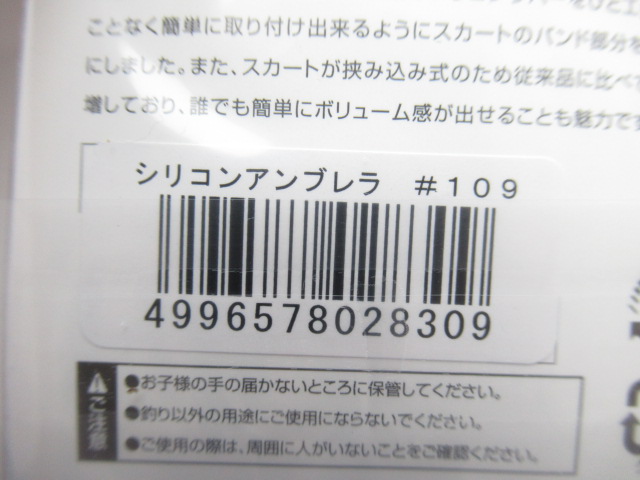 ことなく簡単に取り付け出来るようにスカートのバンド部分を
にしました。また、スカートが挟み込み式のため従来品に比べ
増しており、誰でも簡単にボリューム感が出せることも魅力です
シリコンアンブレラ #109
4996578028309
ご注意
●お子様の手の届かないところに保管してください。
●釣り以外の用途にご使用にならないでください。
●ご使用の際は、周囲に人がいないことをご確認ください。